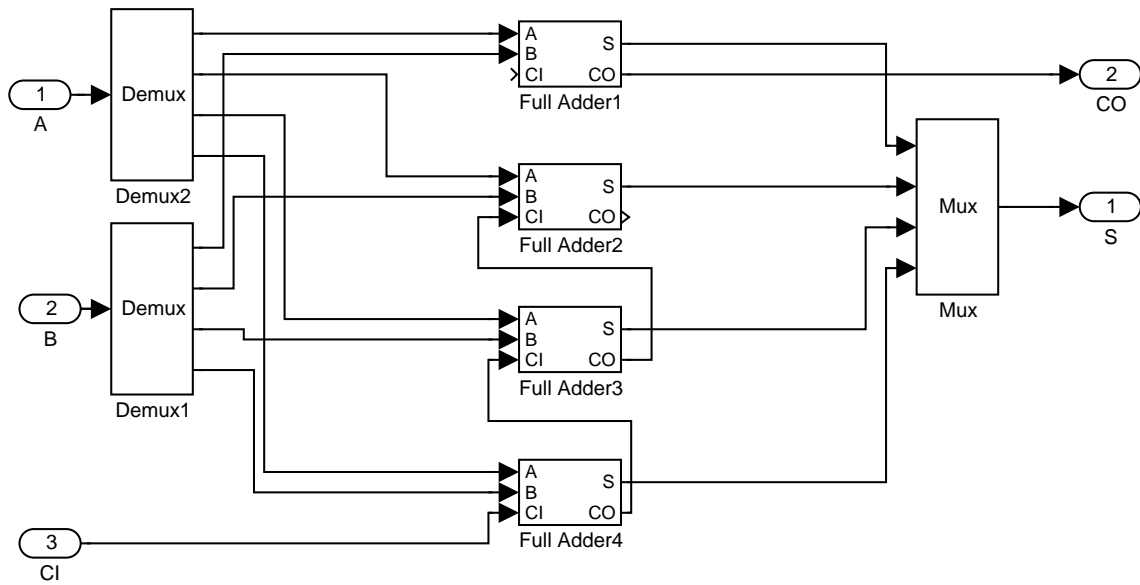 1
A
Demux
Demux2
2
B
Demux
Demux1
3
CI
A
B
CI
S
CO
Full Adder1
A
B
CI
S
CO
Full Adder2
A
B
CI
S
CO
Full Adder3
A
B
CI
S
CO
Full Adder4
Mux
Mux
2
CO
1
S